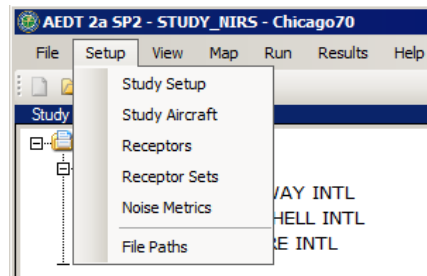 AEDT 2a SP2 - STUDY_NIRS - Chicago70
File Setup View Map Run Results Help
Study
Study Setup
Study Aircraft
Receptors
Receptor Sets
Noise Metrics
File Paths
WAY INTL
HELL INTL
RE INTL